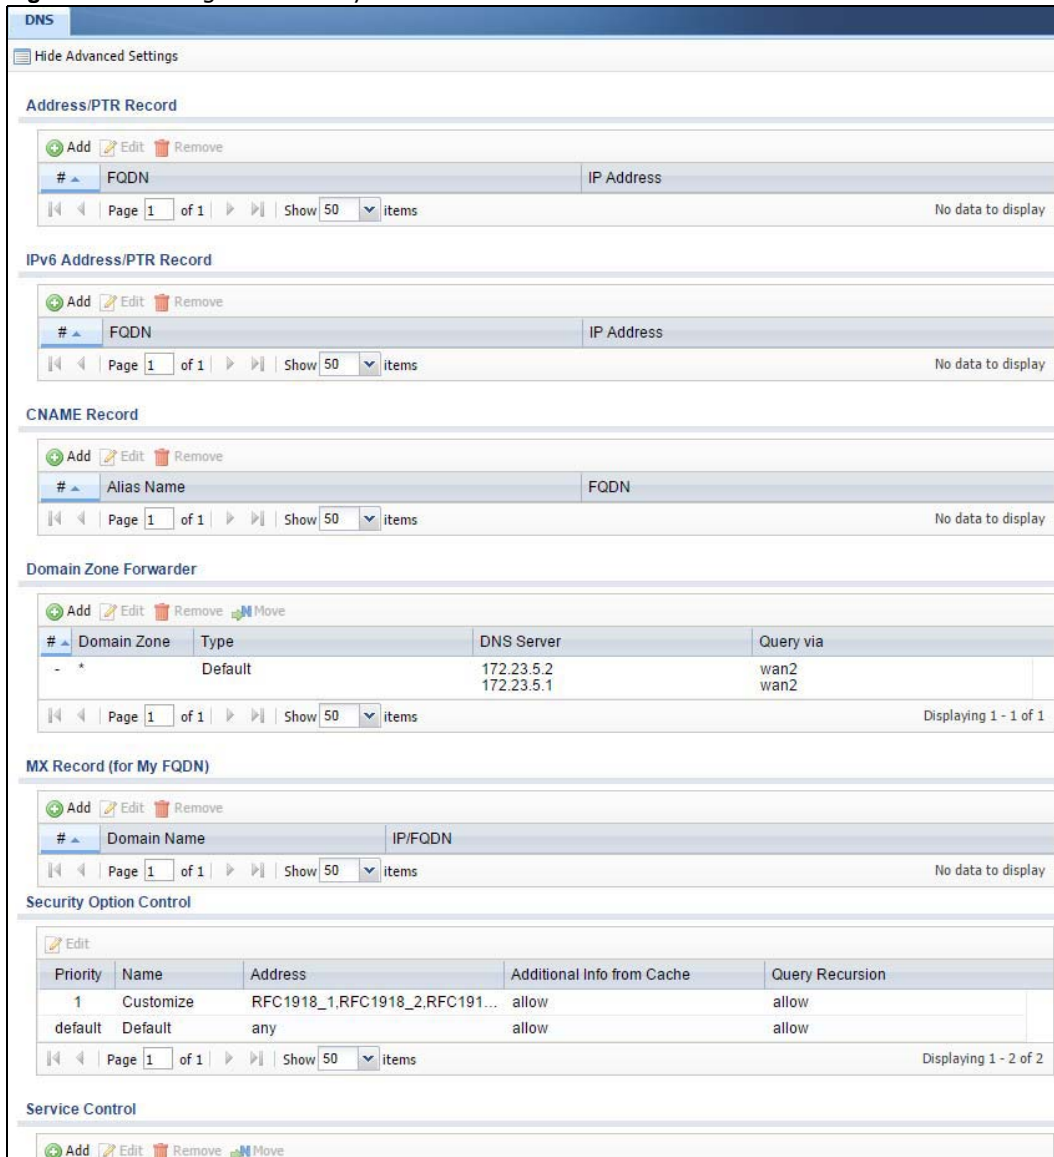 DNS
Hide Advanced Settings
Address/PTR Record
Add Edit Remove
# FQDN IP Address
Page 1 of 1 Show 50 items No data to display
IPv6 Address/PTR Record
Add Edit Remove
# FQDN IP Address
Page 1 of 1 Show 50 items No data to display
CNAME Record
Add Edit Remove
# Alias Name FQDN
Page 1 of 1 Show 50 items No data to display
Domain Zone Forwarder
Add Edit Remove Move
# Domain Zone Type DNS Server Query via
- * Default 172.23.5.2 wan2
172.23.5.1 wan2
Page 1 of 1 Show 50 items Displaying 1 - 1 of 1
MX Record (for My FQDN)
Add Edit Remove
# Domain Name IP/FQDN
Page 1 of 1 Show 50 items No data to display
Security Option Control
Edit
Priority Name Address Additional Info from Cache Query Recursion
1 Customize RFC1918_1,RFC1918_2,RFC191... allow allow
default Default any allow allow
Page 1 of 1 Show 50 items Displaying 1 - 2 of 2
Service Control
Add Edit Remove Move